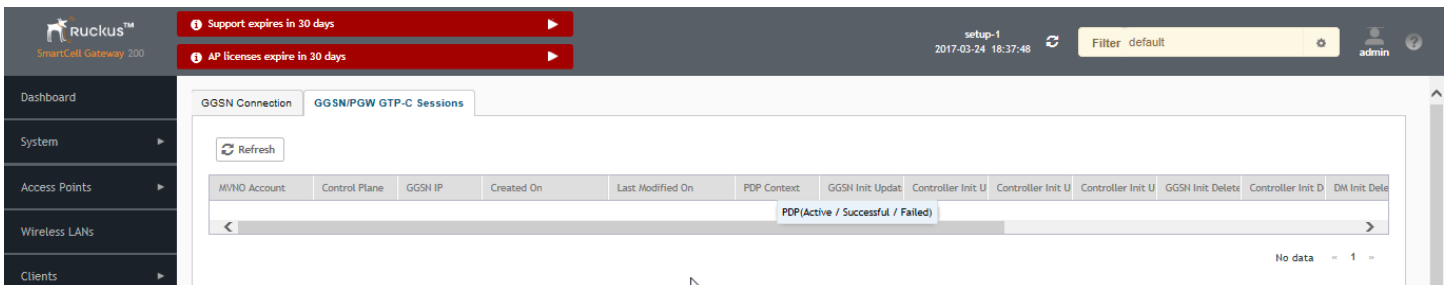 Ruckus™
SmartCell Gateway 200
Support expires in 30 days
AP licenses expire in 30 days
setup-1
2017-03-24 18:37:48
Filter default
admin
Dashboard
System
Access Points
Wireless LANs
Clients
GGSN Connection
GGSN/PGW GTP-C Sessions
Refresh
MVNO Account Control Plane GGSN IP Created On Last Modified On PDP Context GGSN Init Updat Controller Init U Controller Init U Controller Init U GGSN Init Delete Controller Init D DM Init Dele
PDP(Active / Successful / Failed)
No data « 1 »